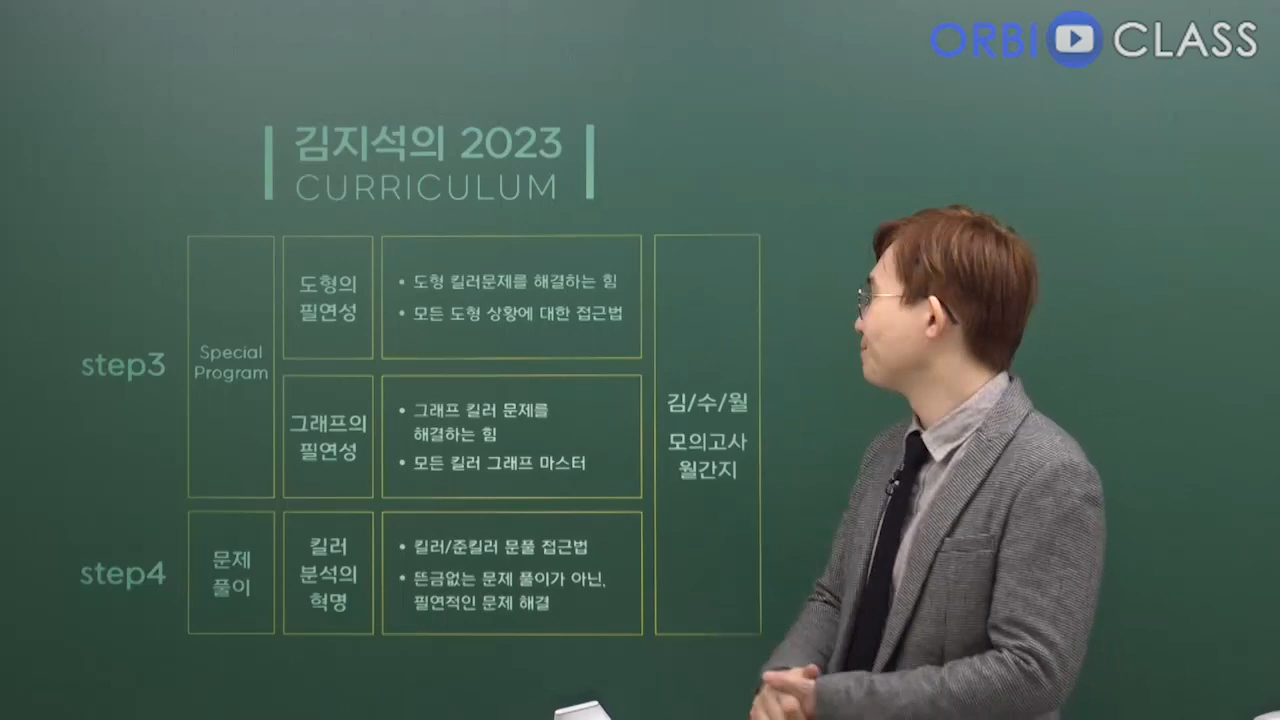 ORBI CLASS
김지석의 2023
CURRICULUM
step3
Special
Program
도형의
필연성
• 도형 킬러문제를 해결하는 힘
• 모든 도형 상황에 대한 접근법
그래프의
필연성
• 그래프 킬러 문제를
해결하는 힘
• 모든 킬러 그래프 마스터
김/수/월
모의고사
월간지
step4
문제
풀이
킬러
분석의
혁명
• 킬러/준킬러 문풀 접근법
• 뜬금없는 문제 풀이가 아닌,
필연적인 문제 해결